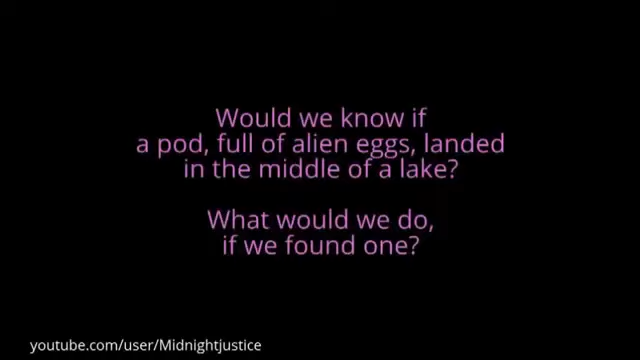 Would we know if
a pod, full of alien eggs, landed
in the middle of a lake?
What would we do,
if we found one?
youtube.com/user/Midnightjustice